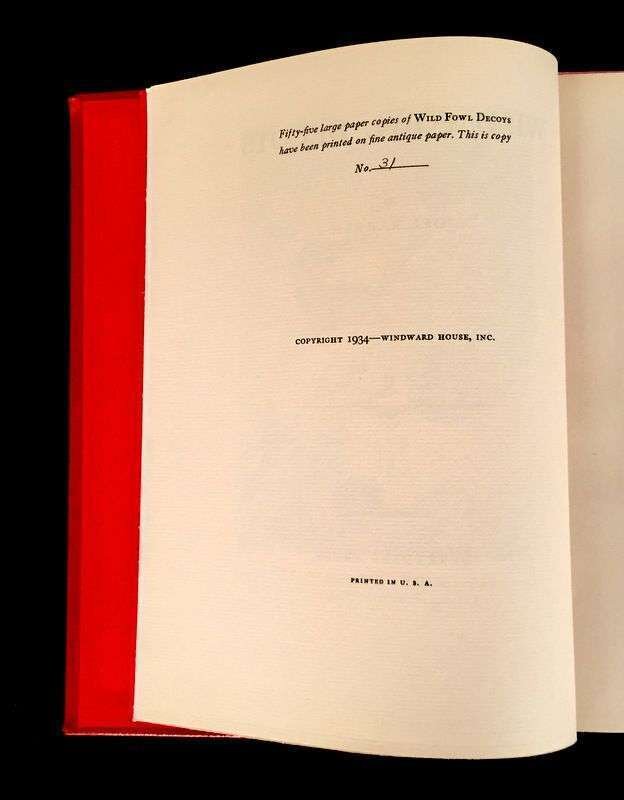 Fifty-five large paper copies of WILD FOWL DECOYS
have been printed on fine antique paper. This is copy
No. 31
COPYRIGHT 1934—WINDWARD HOUSE, INC.
PRINTED IN U. S. A.